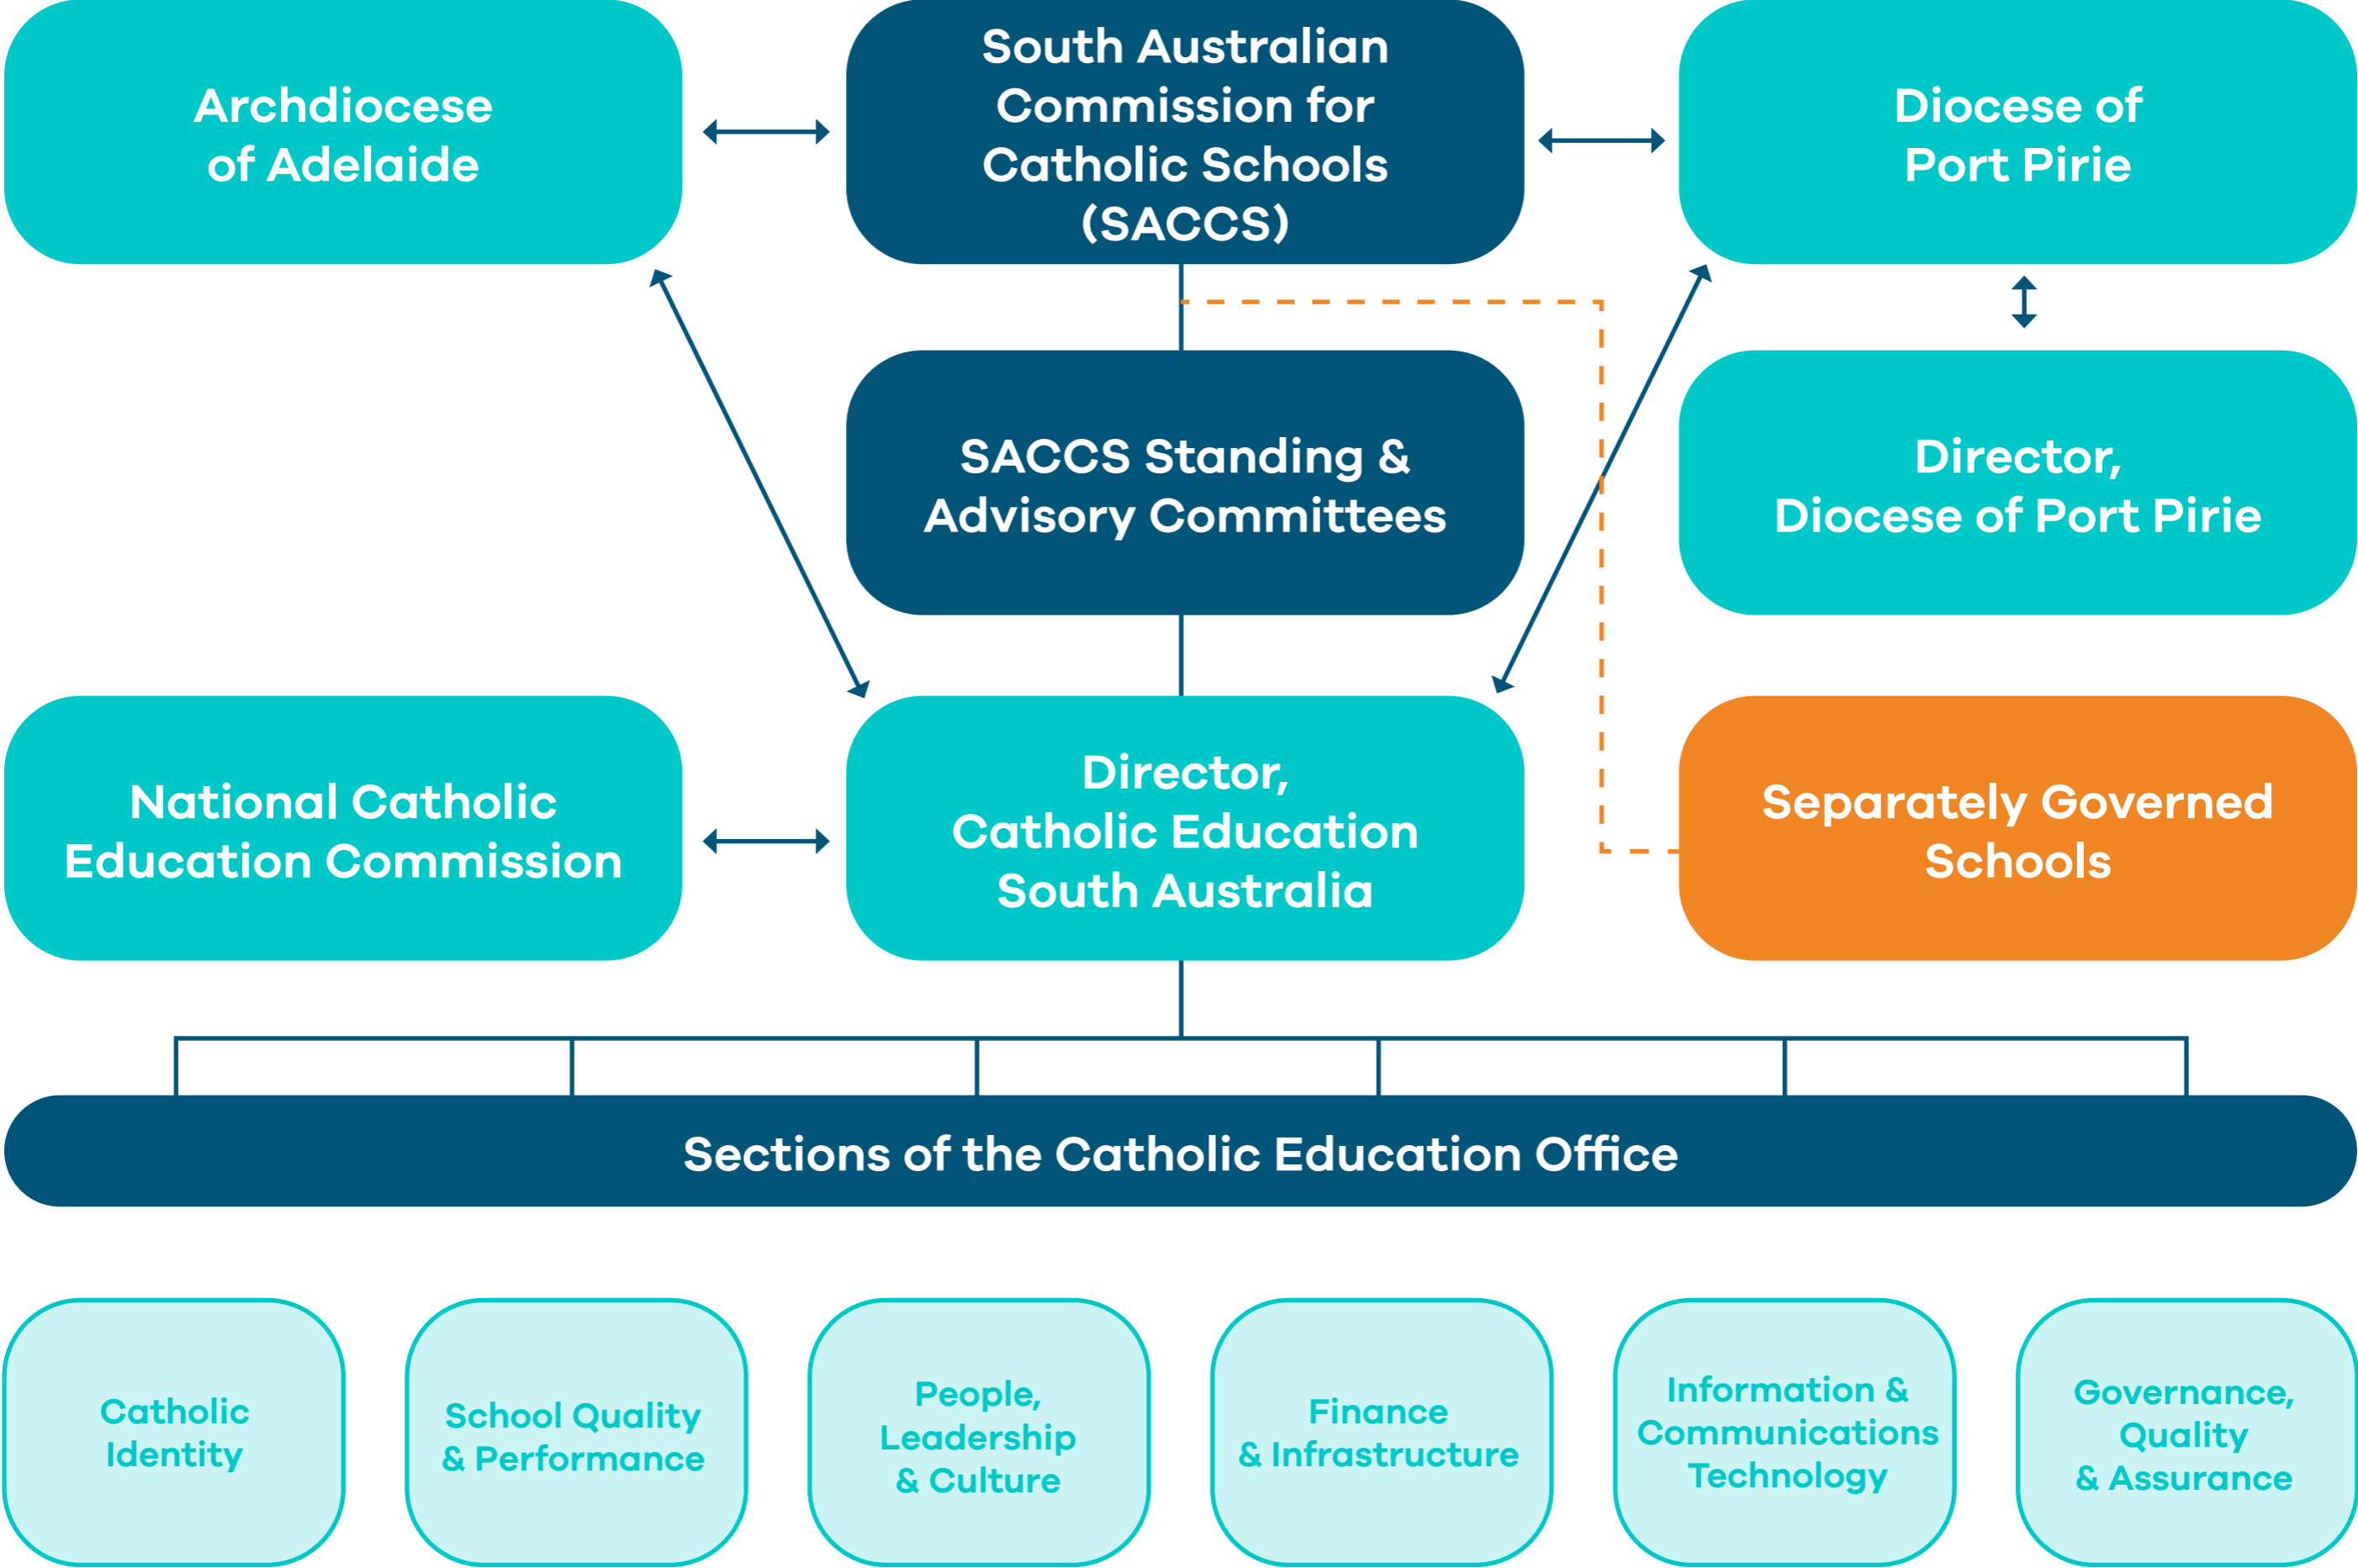 Archdiocese
of Adelaide
South Australian
Commission for
Catholic Schools
(SACCS)
Diocese of
Port Pirie
SACCS Standing &
Advisory Committees
Director,
Diocese of Port Pirie
National Catholic
Education Commission
Director,
Catholic Education
South Australia
Separately Governed
Schools
Sections of the Catholic Education Office
Catholic
Identity
School Quality
& Performance
People,
Leadership
& Culture
Finance
& Infrastructure
Information &
Communications
Technology
Governance,
Quality
& Assurance